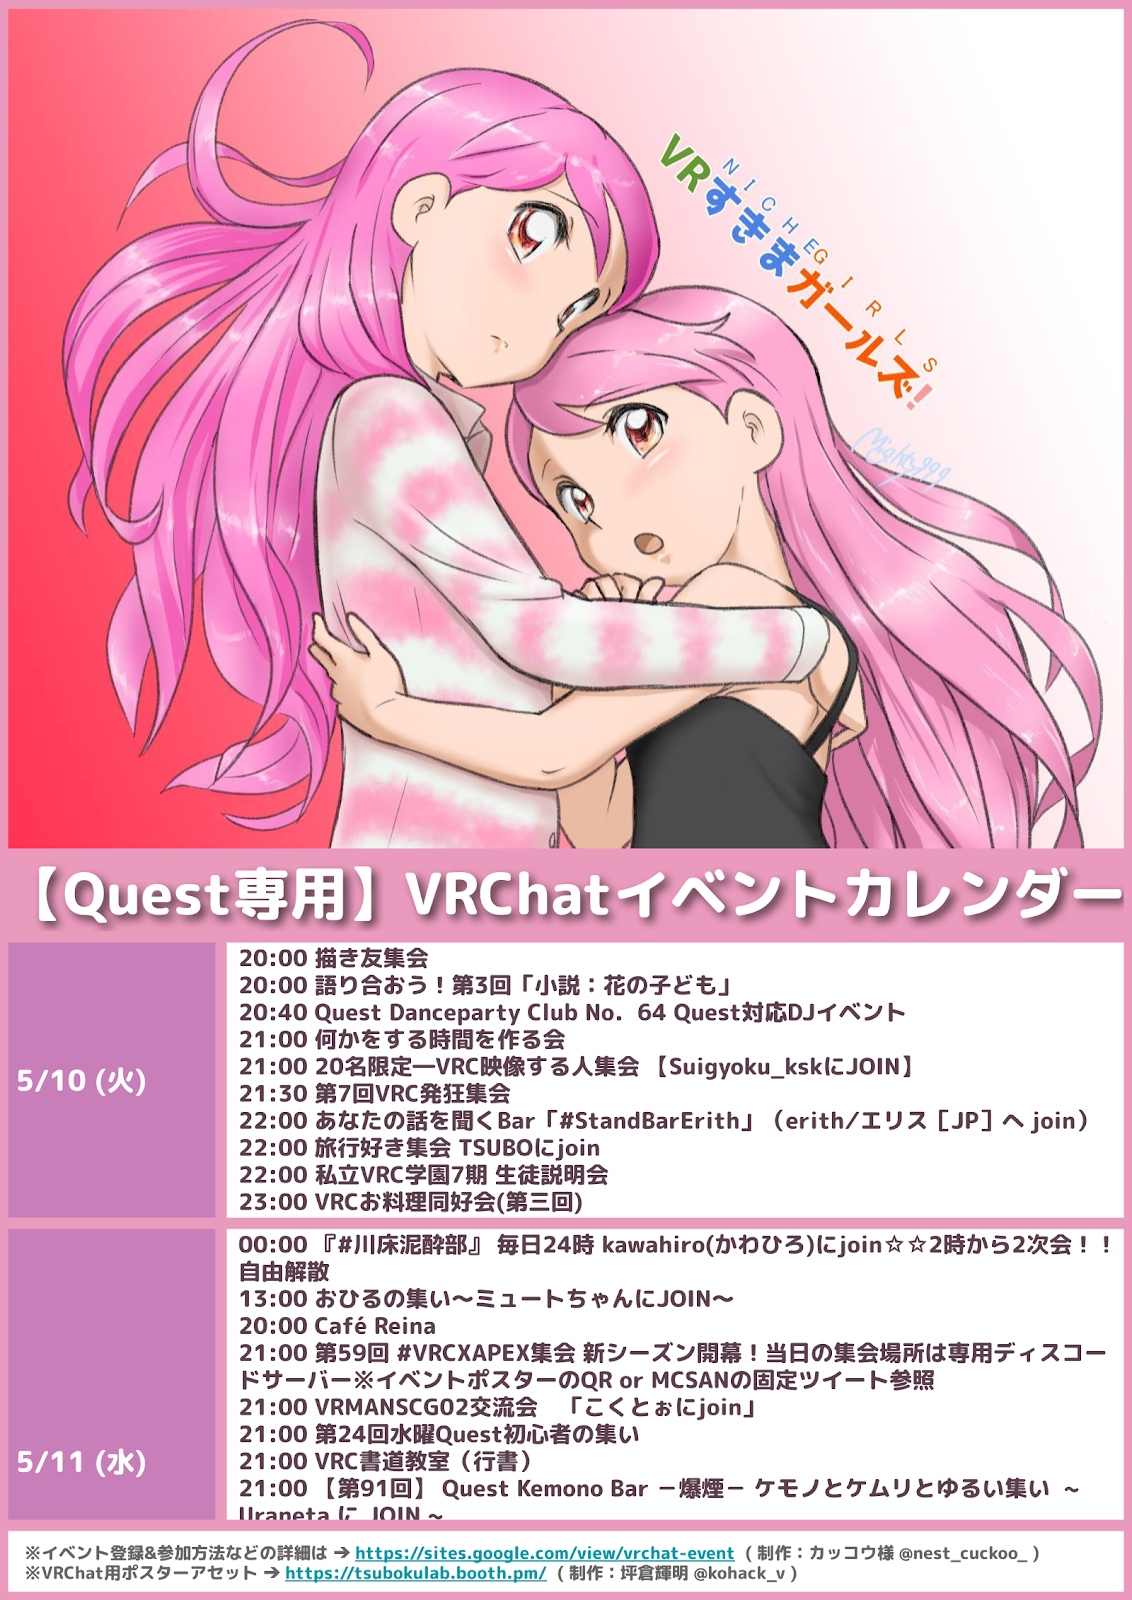 VRすきまガールズ!
NICHE GIRLS
Mighty999
【Quest専用】VRChatイベントカレンダー
5/10 (火)
20:00 描き友集会
20:00 語り合おう！第3回「小説：花の子ども」
20:40 Quest Danceparty Club No．64 Quest対応DJイベント
21:00 何かをする時間を作る会
21:00 20名限定―VRC映像する人集会 【Suigyoku_kskにJOIN】
21:30 第7回VRC発狂集会
22:00 あなたの話を聞くBar「#StandBarErith」（erith/エリス［JP］へ join）
22:00 旅行好き集会 TSUBOにjoin
22:00 私立VRC学園7期 生徒説明会
23:00 VRCお料理同好会(第三回)
5/11 (水)
00:00 『#川床泥酔部』 毎日24時 kawahiro(かわひろ)にjoin☆☆2時から2次会！！
自由解散
13:00 おひるの集い～ミュートちゃんにJOIN～
20:00 Café Reina
21:00 第59回 #VRCXAPEX集会 新シーズン開幕！当日の集会場所は専用ディスコー
ドサーバー※イベントポスターのQR or MCSANの固定ツイート参照
21:00 VRMANSCG02交流会　「こくとぉにjoin」
21:00 第24回水曜Quest初心者の集い
21:00 VRC書道教室（行書）
21:00 【第91回】 Quest Kemono Bar －爆煙－ ケモノとケムリとゆるい集い ～
Uraneta に JOIN ～
※イベント登録&参加方法などの詳細は → https://sites.google.com/view/vrchat-event （制作：カッコウ様 @nest_cuckoo_）
※VRChat用ポスターアセット → https://tsubokulab.booth.pm/ （制作：坪倉輝明 @kohack_v）